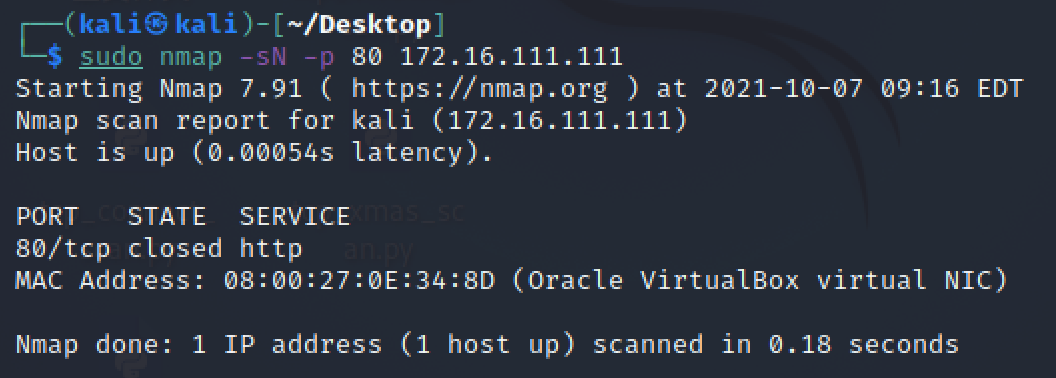 ┌──(kali㉿kali)-[~/Desktop]
└─$ sudo nmap -sN -p 80 172.16.111.111
Starting Nmap 7.91 ( https://nmap.org ) at 2021-10-07 09:16 EDT
Nmap scan report for kali (172.16.111.111)
Host is up (0.00054s latency).
PORT   STATE  SERVICE
80/tcp closed http
MAC Address: 08:00:27:0E:34:8D (Oracle VirtualBox virtual NIC)
Nmap done: 1 IP address (1 host up) scanned in 0.18 seconds